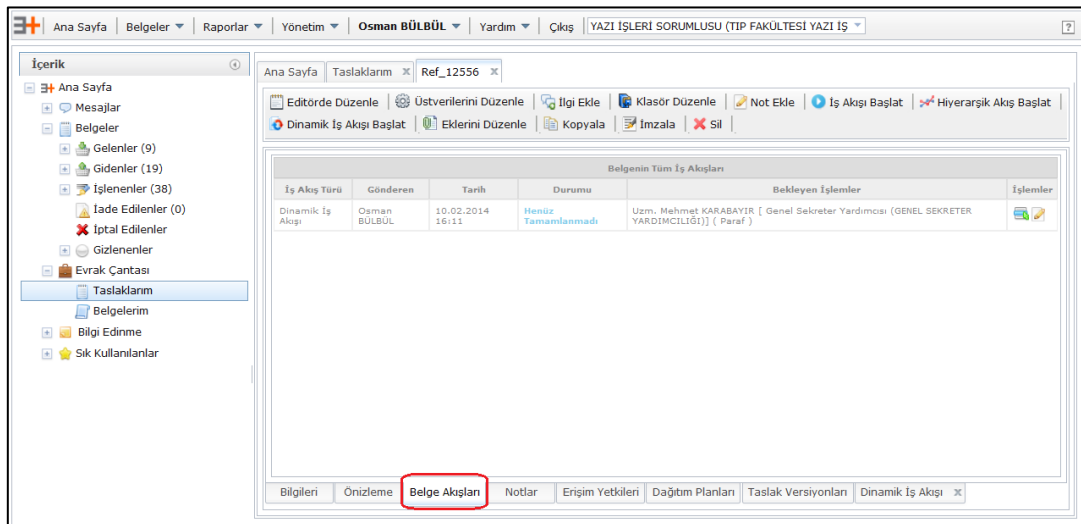 Ana Sayfa Belgeler Raporlar Yönetim Osman BÜLBÜL Yardım Çıkış YAZI İŞLERİ SORUMLUSU (TIP FAKÜLTESİ YAZI İŞ ?
İçerik
Ana Sayfa
Mesajlar
Belgeler
Gelenler (9)
Gidenler (19)
İşlenenler (38)
İade Edilenler (0)
İptal Edilenler
Gizlenenler
Evrak Çantası
Taslaklarım
Belgelerim
Bilgi Edinme
Sık Kullanılanlar
Ana Sayfa Taslaklarım x Ref_12556 x
Editörde Düzenle Üstverilerini Düzenle İlgi Ekle Klasör Düzenle Not Ekle İş Akışı Başlat Hiyerarşik Akış Başlat
Dinamik İş Akışı Başlat Eklerini Düzenle Kopyala İmzala Sil
Belgenin Tüm İş Akışları
İş Akış Türü Gönderen Tarih Durumu Bekleyen İşlemler İşlemler
Dinamik İş Osman 10.02.2014 Henüz Uzm. Mehmet KARABAYIR [ Genel Sekreter Yardımcısı (GENEL SEKRETER
Akışı BÜLBÜL 16:11 Tamamlanmadı YARDIMCILIĞI)] ( Paraf )
Bilgileri Önizleme Belge Akışları Notlar Erişim Yetkileri Dağıtım Planları Taslak Versiyonları Dinamik İş Akışı x